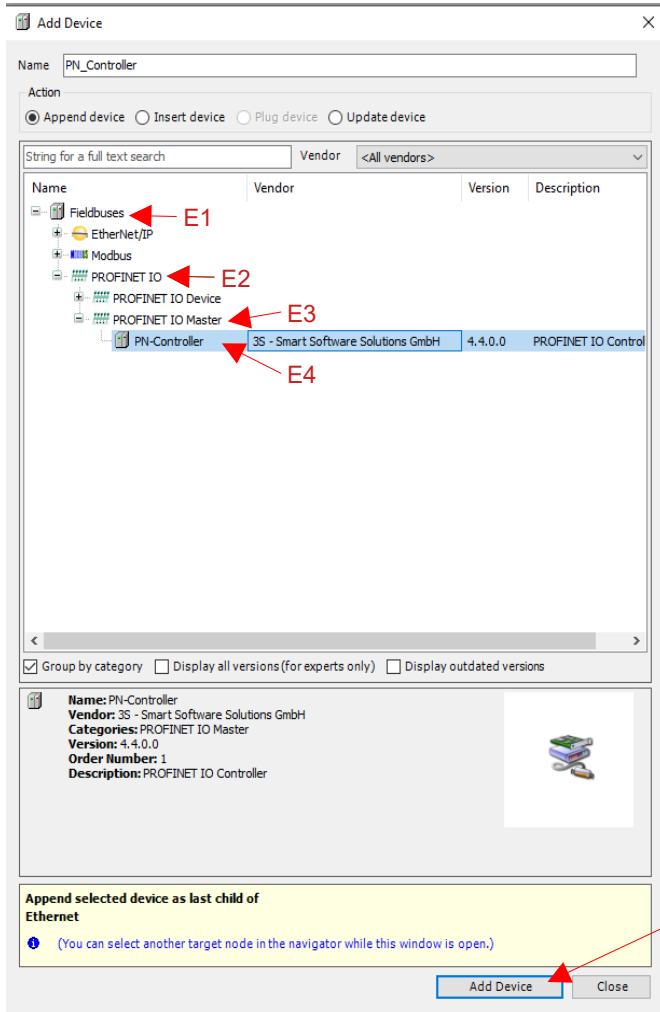 Add Device
Name PN_Controller
Action
Append device Insert device Plug device Update device
String for a full text search Vendor <All vendors>
Name Vendor Version Description
Fieldbuses E1
EtherNet/IP
Modbus
PROFINET IO E2
PROFINET IO Device
PROFINET IO Master E3
PN-Controller 3S - Smart Software Solutions GmbH 4.4.0.0 PROFINET IO Control
E4
Group by category Display all versions (for experts only) Display outdated versions
Name: PN-Controller
Vendor: 3S - Smart Software Solutions GmbH
Categories: PROFINET IO Master
Version: 4.4.0.0
Order Number: 1
Description: PROFINET IO Controller
Append selected device as last child of
Ethernet
(You can select another target node in the navigator while this window is open.)
Add Device Close